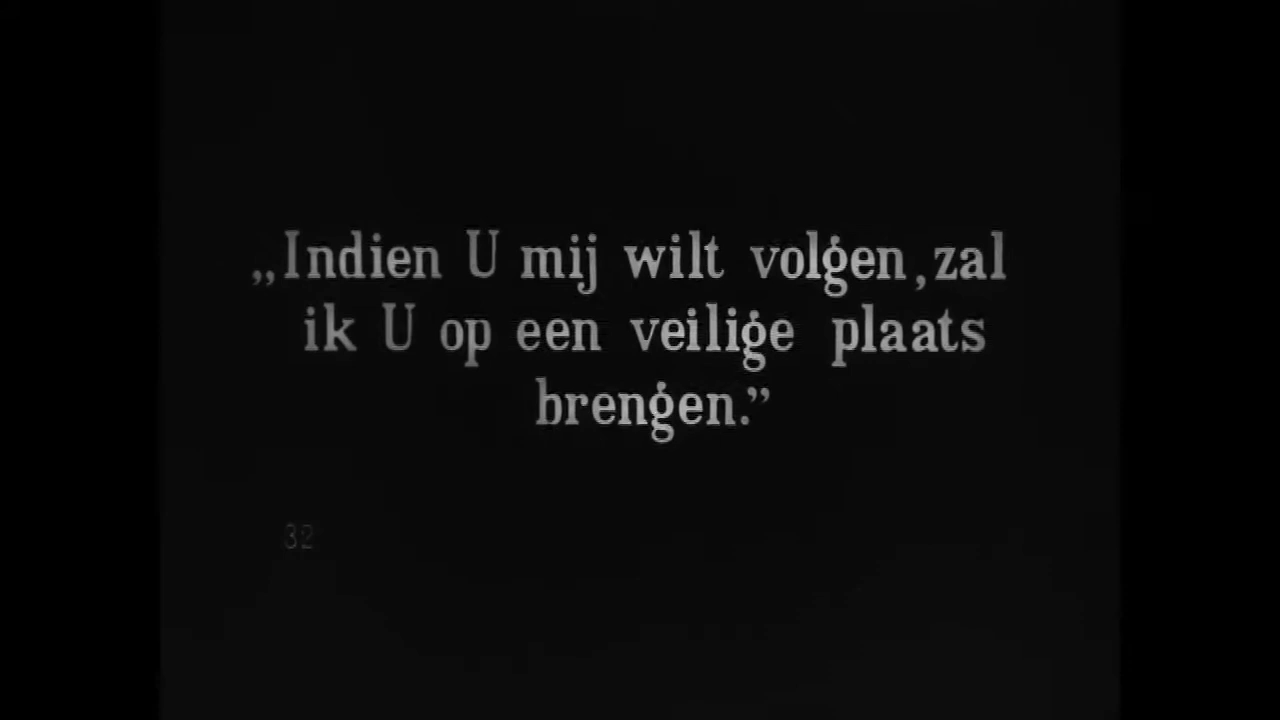 „Indien U mij wilt volgen, zal
ik U op een veilige plaats
brengen.”
32